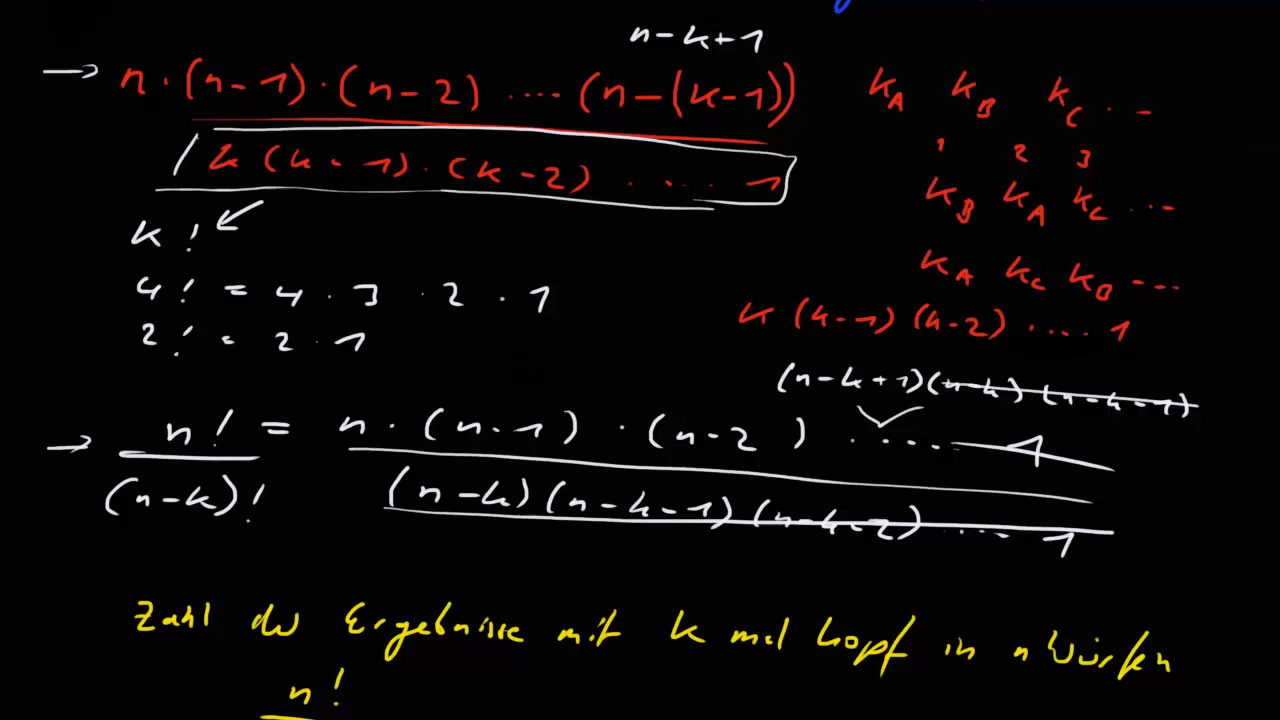 n-k+1
→ n·(n-1)·(n-2)····(n-(k-1))
k(k-1)·(k-2)·....1
k!
4! = 4·3·2·1
2! = 2·1
k_A k_B k_C ...
1 2 3
k_B k_A k_C ...
k_A k_C k_B ...
k(k-1)(k-2)....1
(n-k+1)(n-k)(n-k-1)
→ n! = n·(n-1)·(n-2).....1
(n-k)! (n-k)(n-k-1)(n-k-2)...1
Zahl der Ergebnisse mit k mal kopf in n Würfen
n!